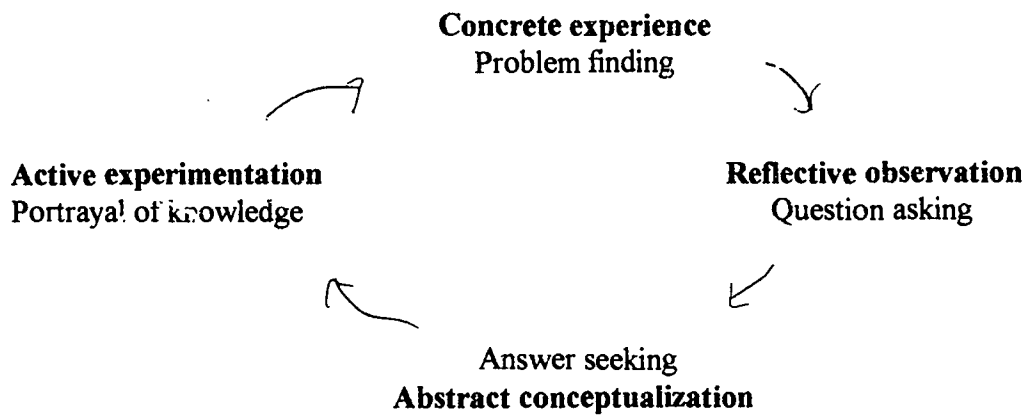 Concrete experience
Problem finding
Active experimentation
Portrayal of knowledge
Reflective observation
Question asking
Answer seeking
Abstract conceptualization